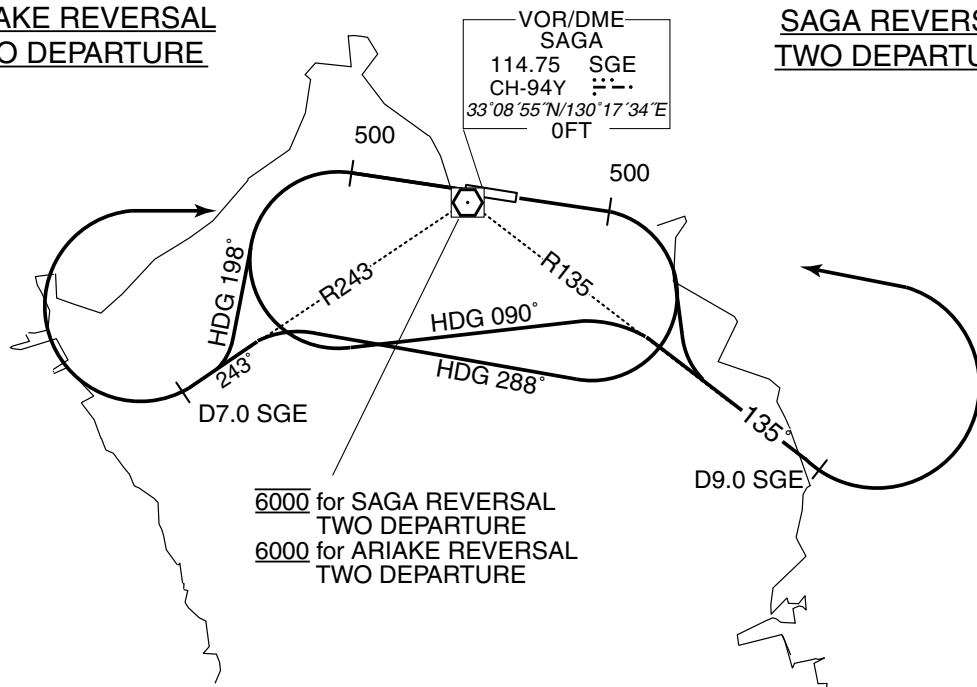 AKE REVERSAL
O DEPARTURE
SAGA REVERS
TWO DEPARTU
VOR/DME
SAGA
114.75 SGE
CH-94Y
33°08´55˝N/130°17´34˝E
0FT
500
500
R243
R135
HDG 198°
HDG 090°
HDG 288°
243°
D7.0 SGE
135°
D9.0 SGE
6000 for SAGA REVERSAL
TWO DEPARTURE
6000 for ARIAKE REVERSAL
TWO DEPARTURE